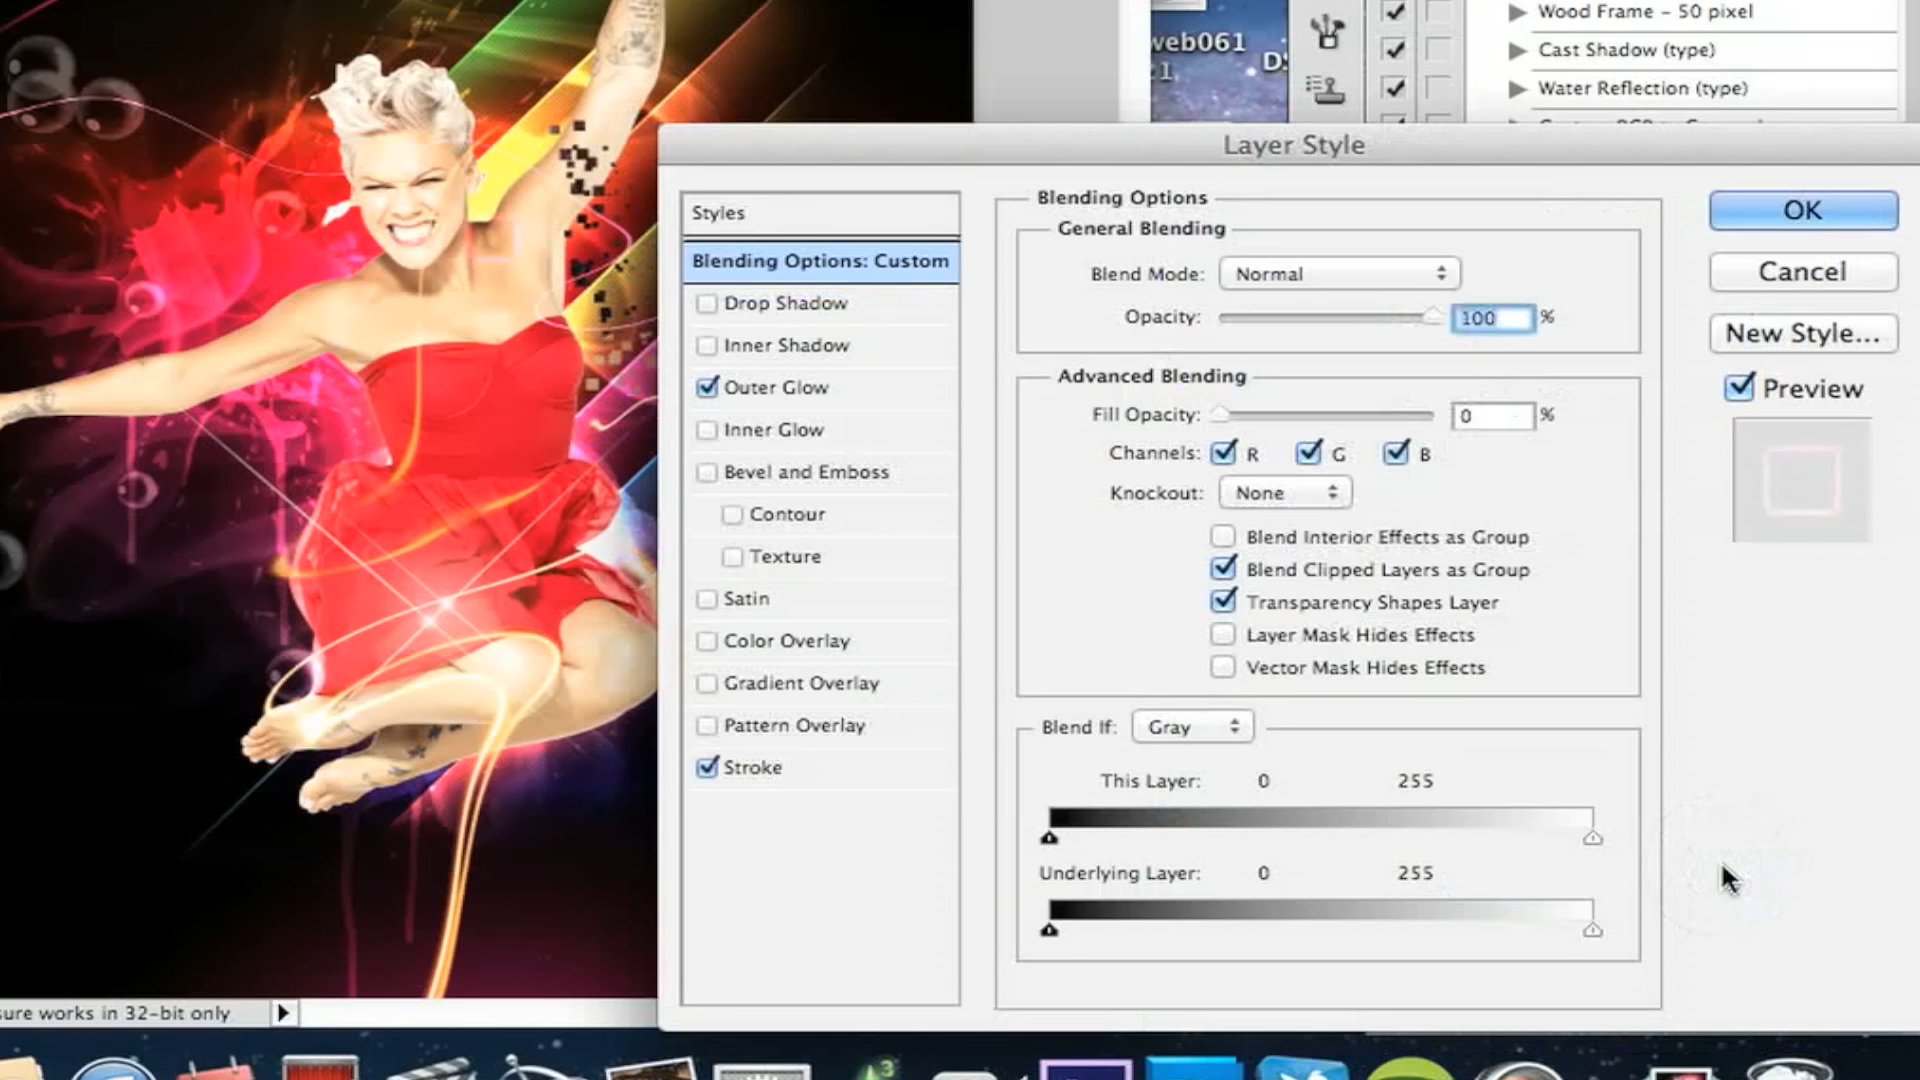 Wood Frame – 50 pixel
web061
Cast Shadow (type)
21
Water Reflection (type)
Layer Style
Styles
Blending Options: Custom
Drop Shadow
Inner Shadow
Outer Glow
Inner Glow
Bevel and Emboss
Contour
Texture
Satin
Color Overlay
Gradient Overlay
Pattern Overlay
Stroke
Blending Options
General Blending
Blend Mode: Normal
Opacity: 100 %
Advanced Blending
Fill Opacity: 0 %
Channels: R G B
Knockout: None
Blend Interior Effects as Group
Blend Clipped Layers as Group
Transparency Shapes Layer
Layer Mask Hides Effects
Vector Mask Hides Effects
Blend If: Gray
This Layer: 0 255
Underlying Layer: 0 255
OK
Cancel
New Style...
Preview
sure works in 32-bit only
3